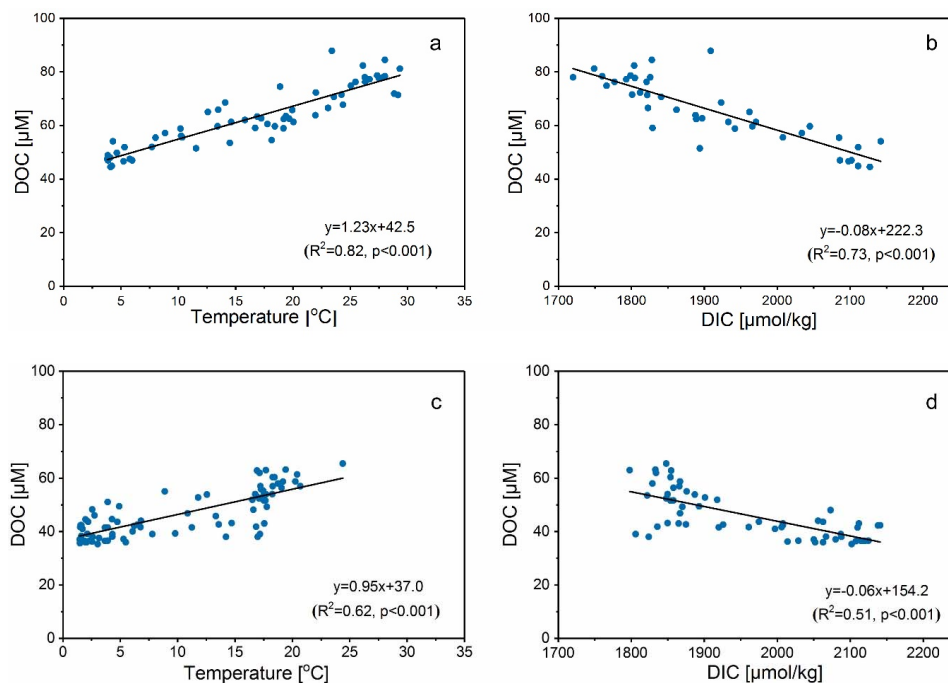 100
80
60
40
20
0
DOC [µM]
a
y=1.23x+42.5
(R²=0.82, p<0.001)
0 5 10 15 20 25 30 35
Temperature [°C]
100
80
60
40
20
0
DOC [µM]
b
y=-0.08x+222.3
(R²=0.73, p<0.001)
1700 1800 1900 2000 2100 2200
DIC [µmol/kg]
100
80
60
40
20
0
DOC [µM]
c
y=0.95x+37.0
(R²=0.62, p<0.001)
0 5 10 15 20 25 30 35
Temperature [°C]
100
80
60
40
20
0
DOC [µM]
d
y=-0.06x+154.2
(R²=0.51, p<0.001)
1700 1800 1900 2000 2100 2200
DIC [µmol/kg]